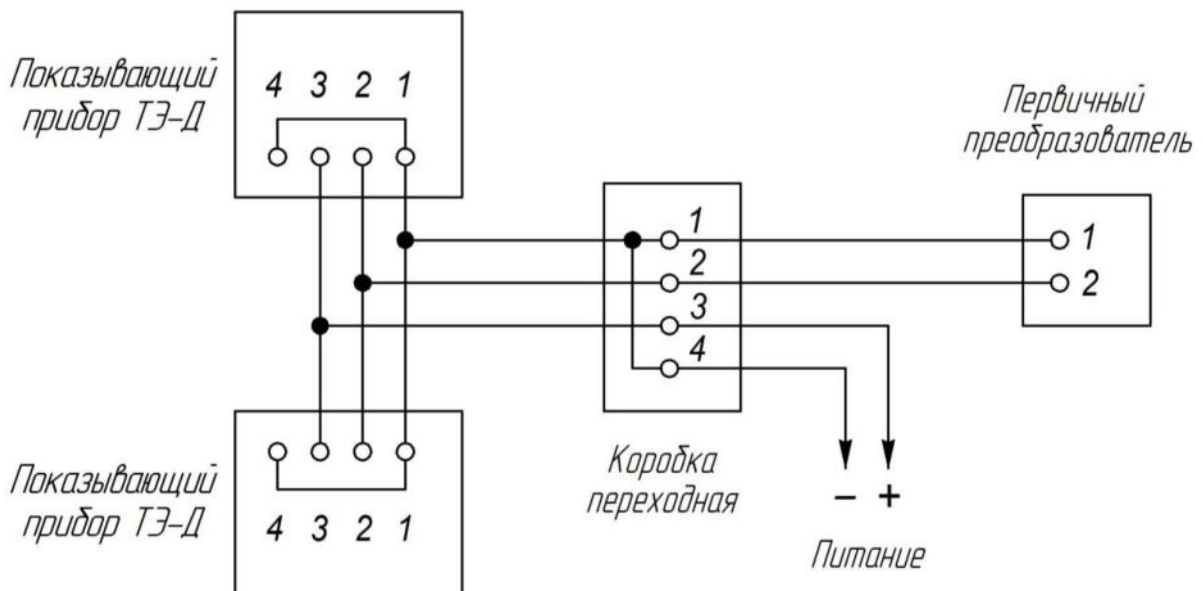 Показывающий
прибор ТЭ-Д
4 3 2 1
Первичный
преобразователь
1
2
3
4
1
2
Показывающий
прибор ТЭ-Д
4 3 2 1
Коробка
переходная
– +
Питание